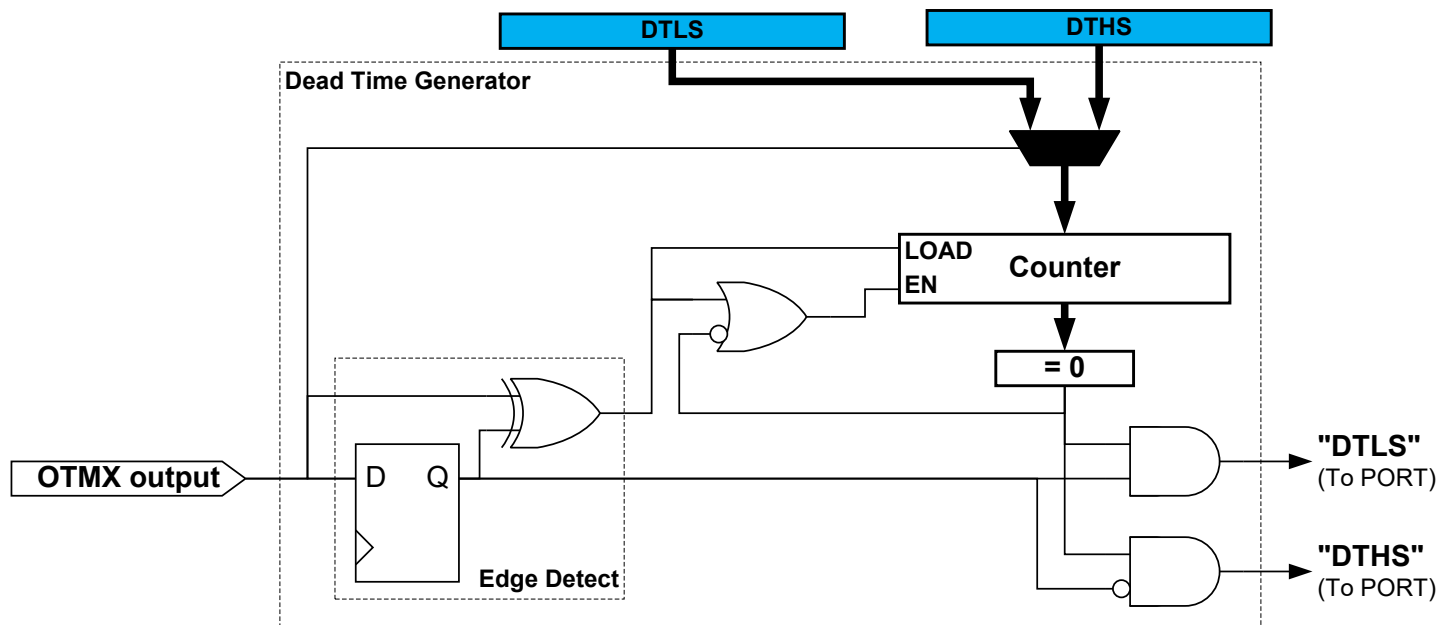 DTLS
DTHS
Dead Time Generator
LOAD
Counter
EN
= 0
"DTLS"
(To PORT)
OTMX output
D
Q
"DTHS"
(To PORT)
Edge Detect